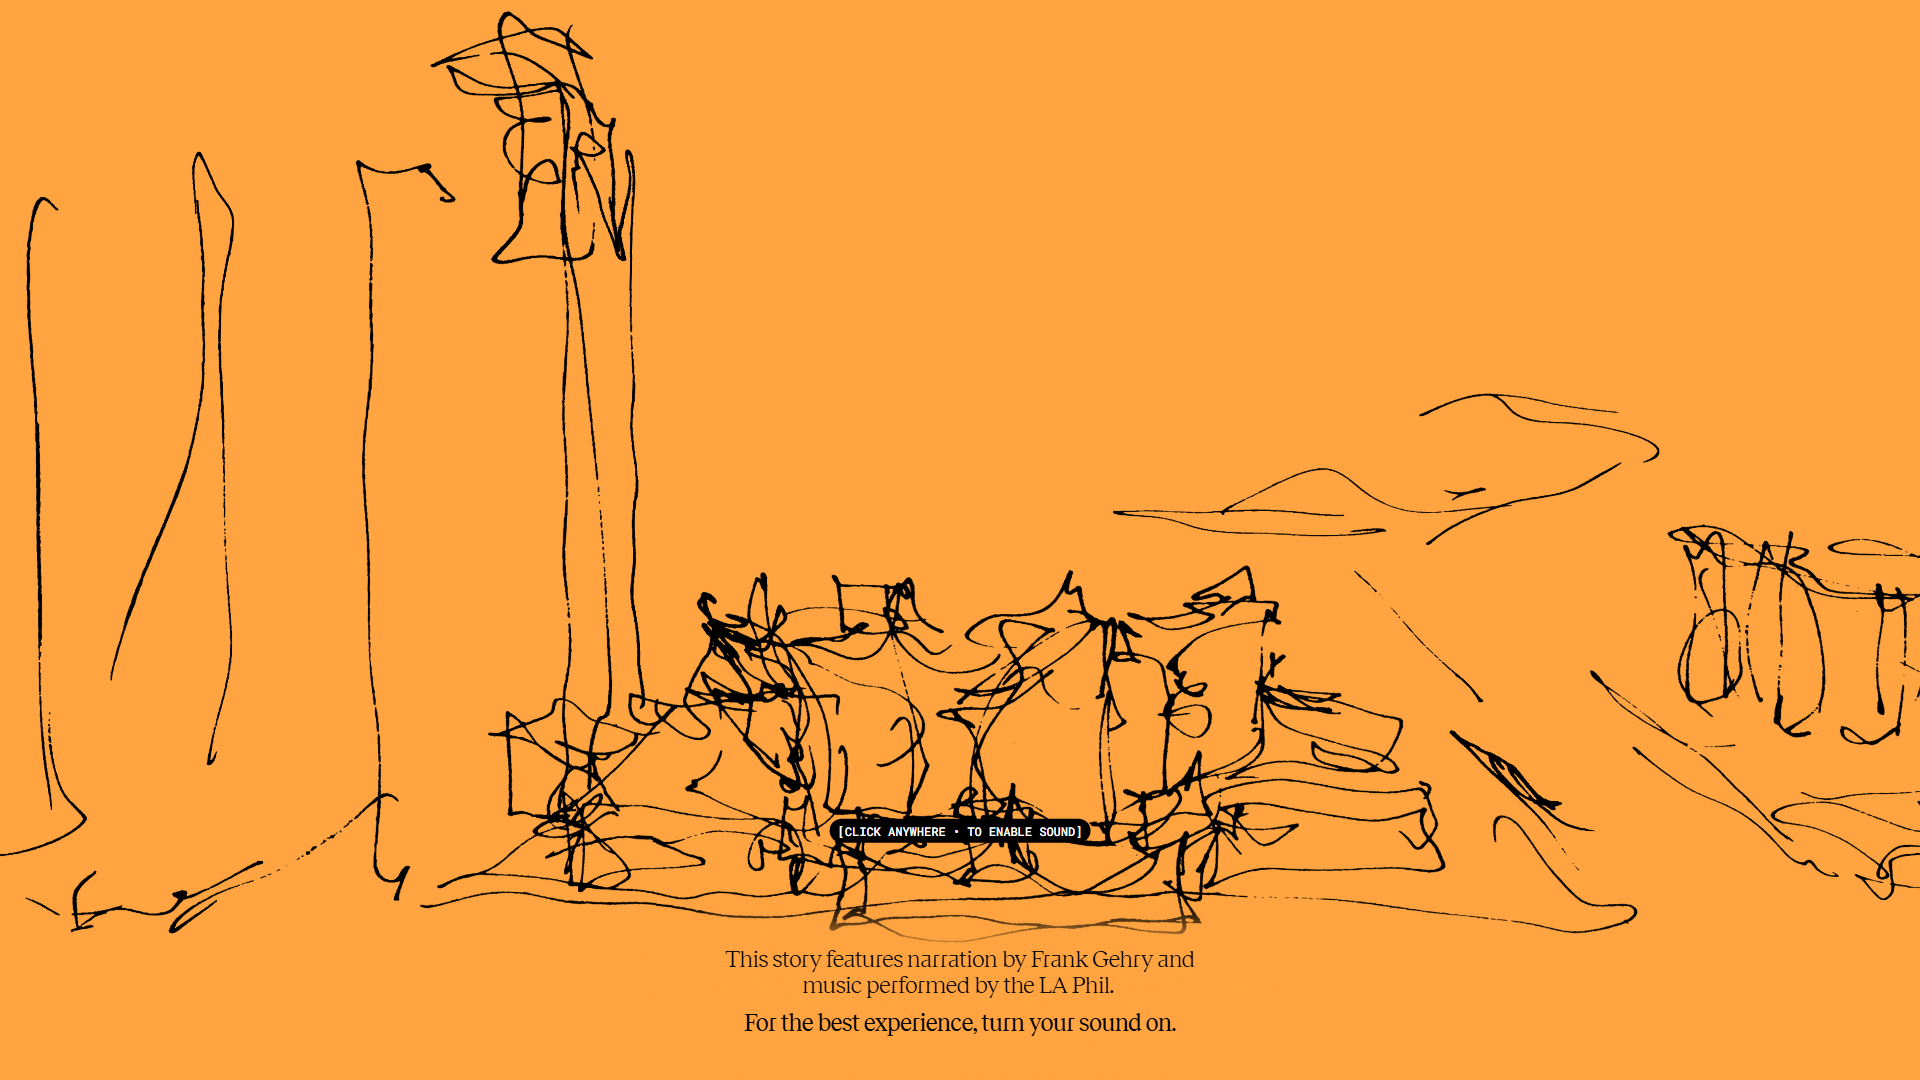 [CLICK ANYWHERE · TO ENABLE SOUND]
This story features narration by Frank Gehry and
music performed by the LA Phil.
For the best experience, turn your sound on.